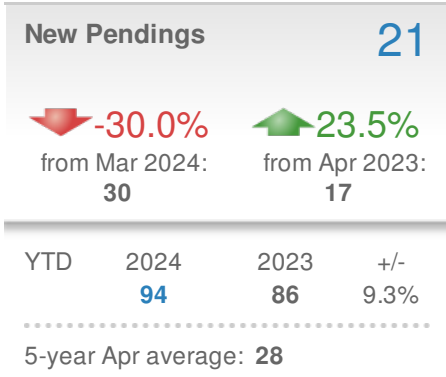 New Pendings 21
-30.0% 23.5%
from Mar 2024: from Apr 2023:
30 17
YTD 2024 2023 +/-
94 86 9.3%
5-year Apr average: 28